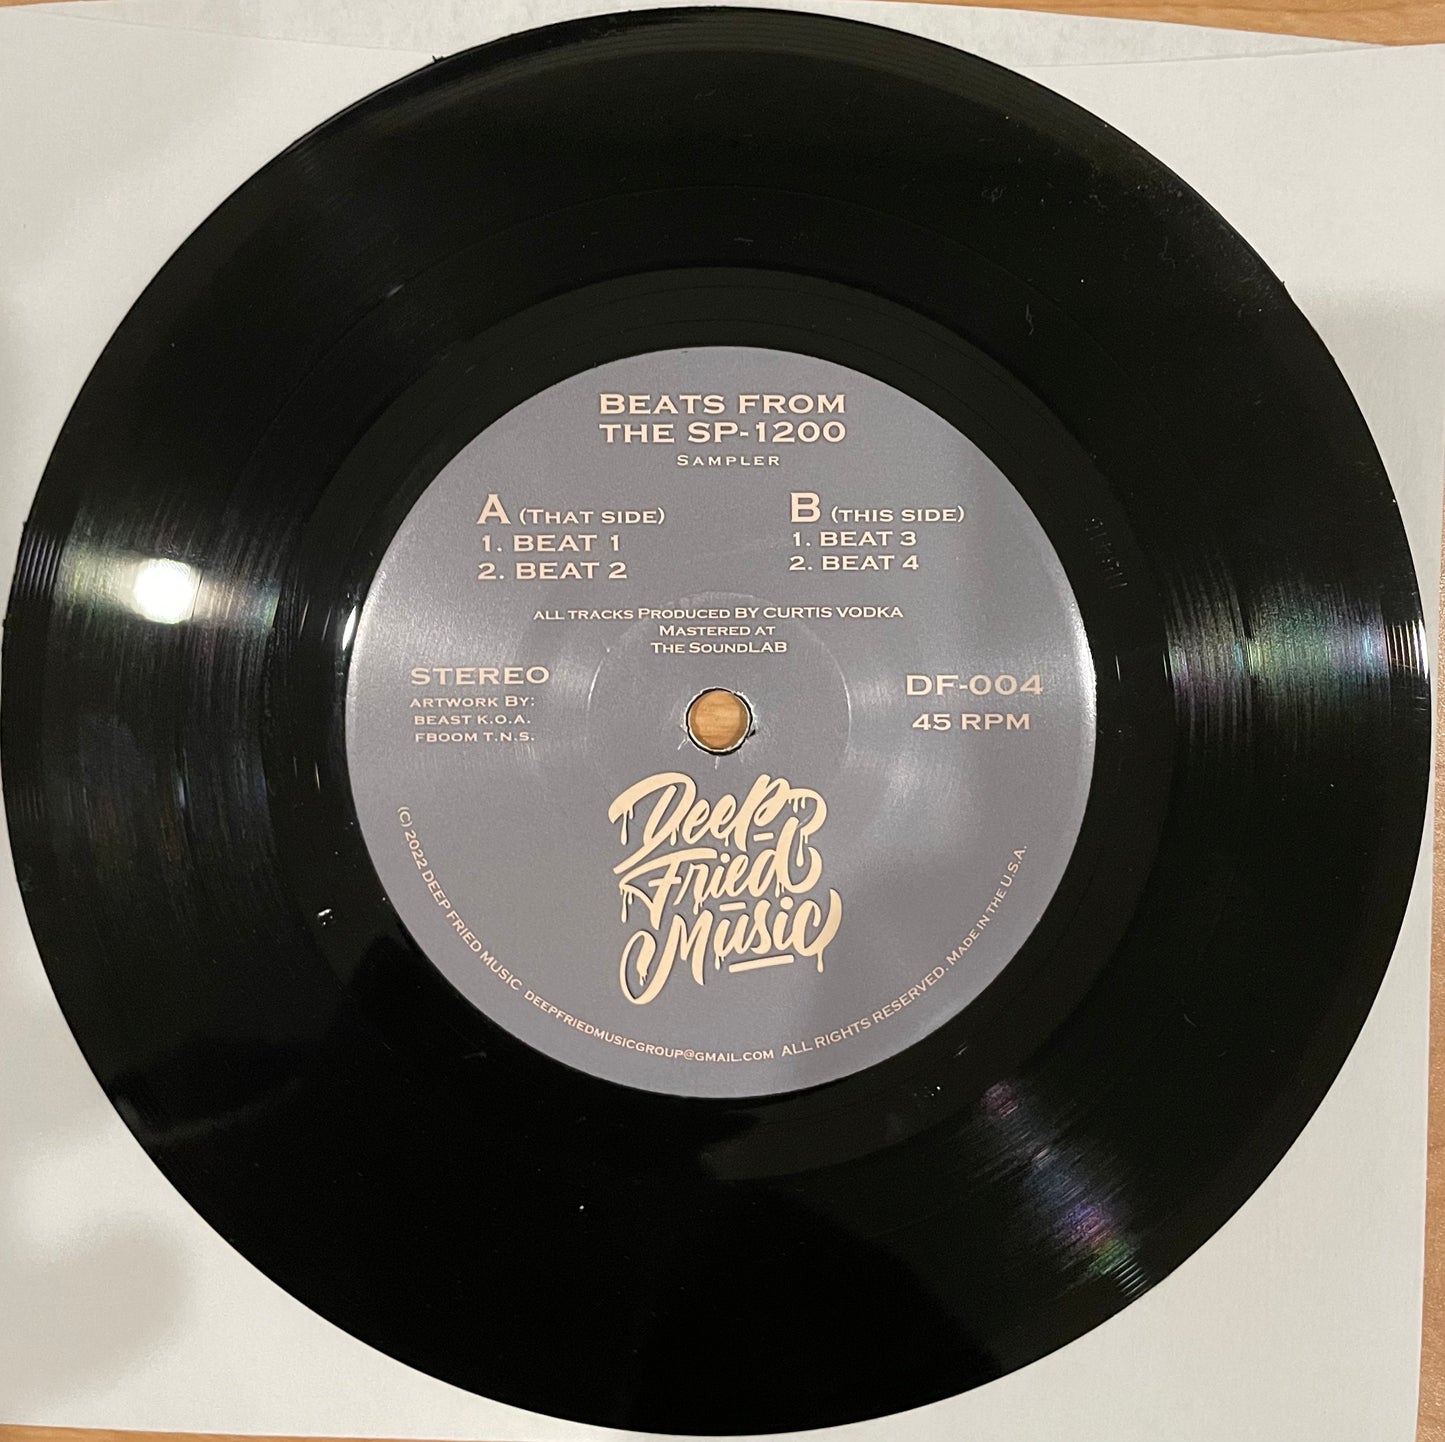 BEATS FROM
THE SP-1200
SAMPLER
A (THAT SIDE)
1. BEAT 1
2. BEAT 2
B (THIS SIDE)
1. BEAT 3
2. BEAT 4
ALL TRACKS PRODUCED BY CURTIS VODKA
MASTERED AT
THE SOUNDLAB
STEREO
ARTWORK BY:
BEAST K.O.A.
FBOOM T.N.S.
DF-004
45 RPM
Deep
Fried
Music
(C) 2022 DEEP FRIED MUSIC DEEPFRIEDMUSICGROUP@GMAIL.COM ALL RIGHTS RESERVED. MADE IN THE U.S.A.